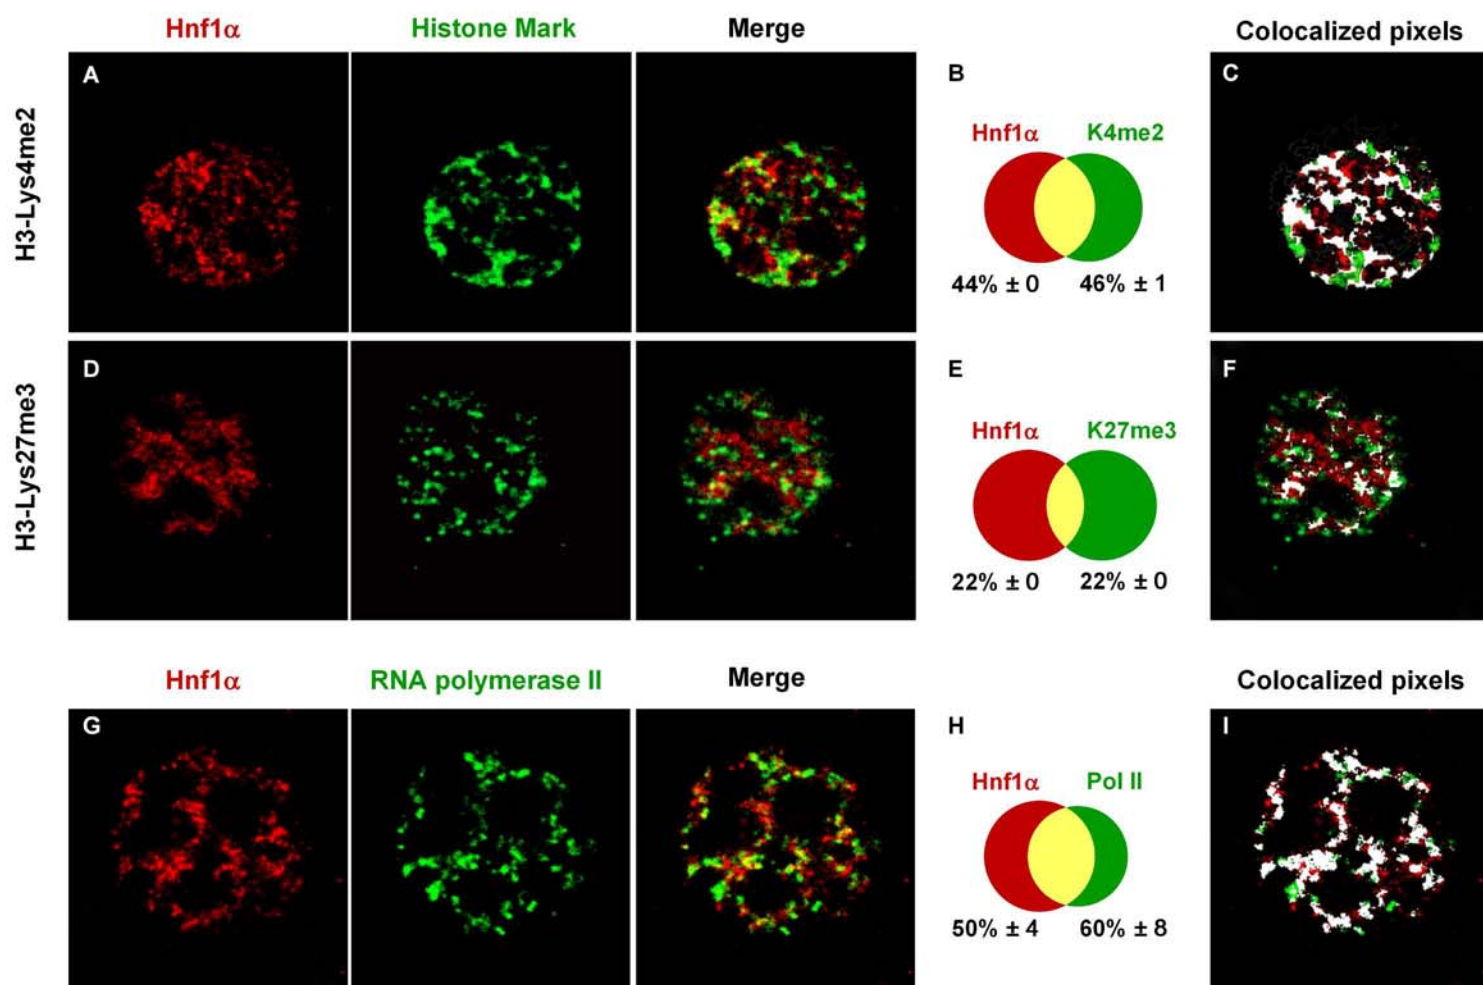 Hnf1α Histone Mark Merge Colocalized pixels
H3-Lys4me2
A
B
Hnf1α K4me2
44% ± 0 46% ± 1
C
H3-Lys27me3
D
E
Hnf1α K27me3
22% ± 0 22% ± 0
F
Hnf1α RNA polymerase II Merge Colocalized pixels
G
H
Hnf1α Pol II
50% ± 4 60% ± 8
I